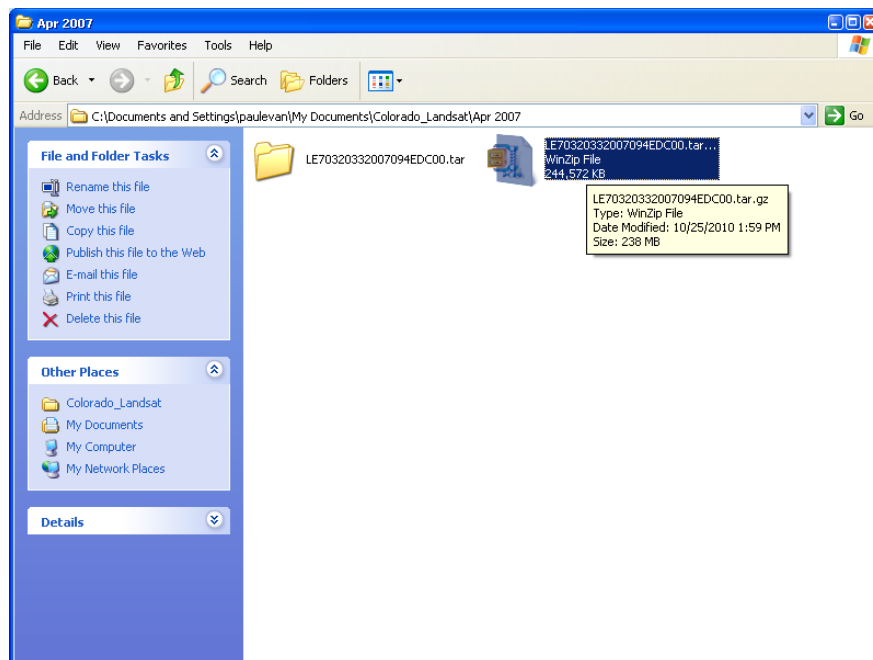 Apr 2007
File Edit View Favorites Tools Help
Back Search Folders
Address C:\Documents and Settings\paulevan\My Documents\Colorado_Landsat\Apr 2007 Go
File and Folder Tasks
Rename this file
Move this file
Copy this file
Publish this file to the Web
E-mail this file
Print this file
Delete this file
Other Places
Colorado_Landsat
My Documents
My Computer
My Network Places
Details
LE70320332007094EDC00.tar
LE70320332007094EDC00.tar...
WinZip File
244,572 KB
LE70320332007094EDC00.tar.gz
Type: WinZip File
Date Modified: 10/25/2010 1:59 PM
Size: 238 MB